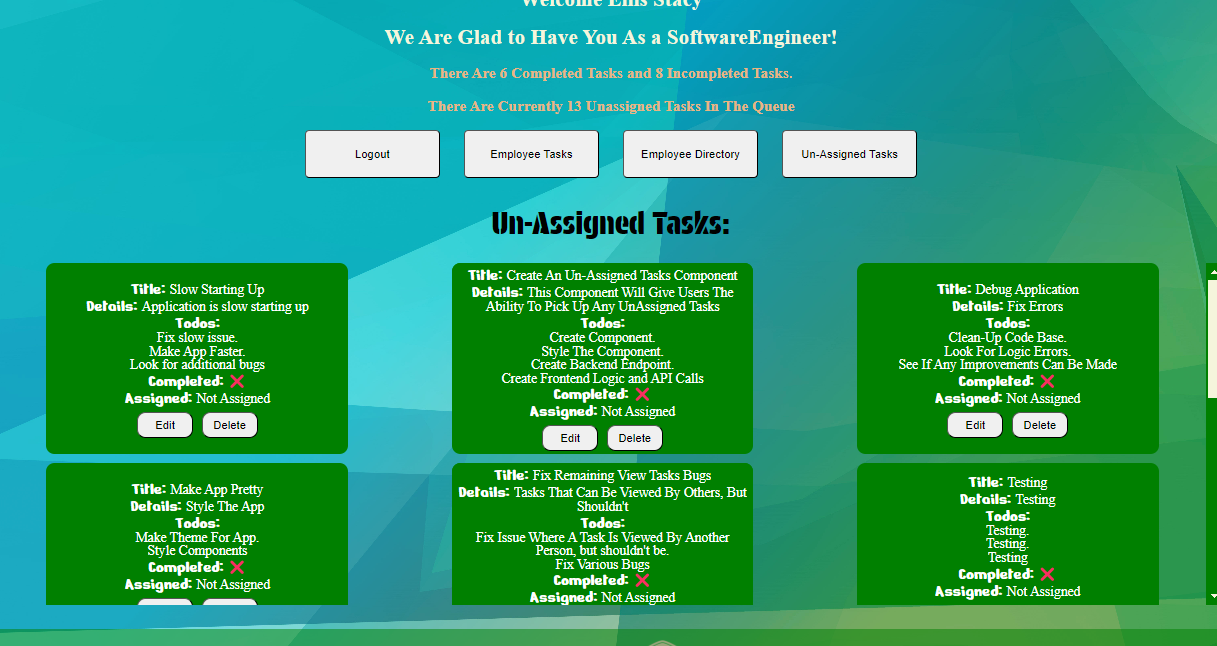 Welcome Ellis Stacy
We Are Glad to Have You As a SoftwareEngineer!
There Are 6 Completed Tasks and 8 Incompleted Tasks.
There Are Currently 13 Unassigned Tasks In The Queue
Logout
Employee Tasks
Employee Directory
Un-Assigned Tasks
Un-Assigned Tasks:
Title: Slow Starting Up
Details: Application is slow starting up
Todos:
Fix slow issue.
Make App Faster.
Look for additional bugs
Completed: ❌
Assigned: Not Assigned
Edit
Delete
Title: Create An Un-Assigned Tasks Component
Details: This Component Will Give Users The
Ability To Pick Up Any UnAssigned Tasks
Todos:
Create Component.
Style The Component.
Create Backend Endpoint.
Create Frontend Logic and API Calls
Completed: ❌
Assigned: Not Assigned
Edit
Delete
Title: Debug Application
Details: Fix Errors
Todos:
Clean-Up Code Base.
Look For Logic Errors.
See If Any Improvements Can Be Made
Completed: ❌
Assigned: Not Assigned
Edit
Delete
Title: Make App Pretty
Details: Style The App
Todos:
Make Theme For App.
Style Components
Completed: ❌
Assigned: Not Assigned
Title: Fix Remaining View Tasks Bugs
Details: Tasks That Can Be Viewed By Others, But
Shouldn't
Todos:
Fix Issue Where A Task Is Viewed By Another
Person, but shouldn't be.
Fix Various Bugs
Completed: ❌
Assigned: Not Assigned
Title: Testing
Details: Testing
Todos:
Testing.
Testing.
Testing
Completed: ❌
Assigned: Not Assigned